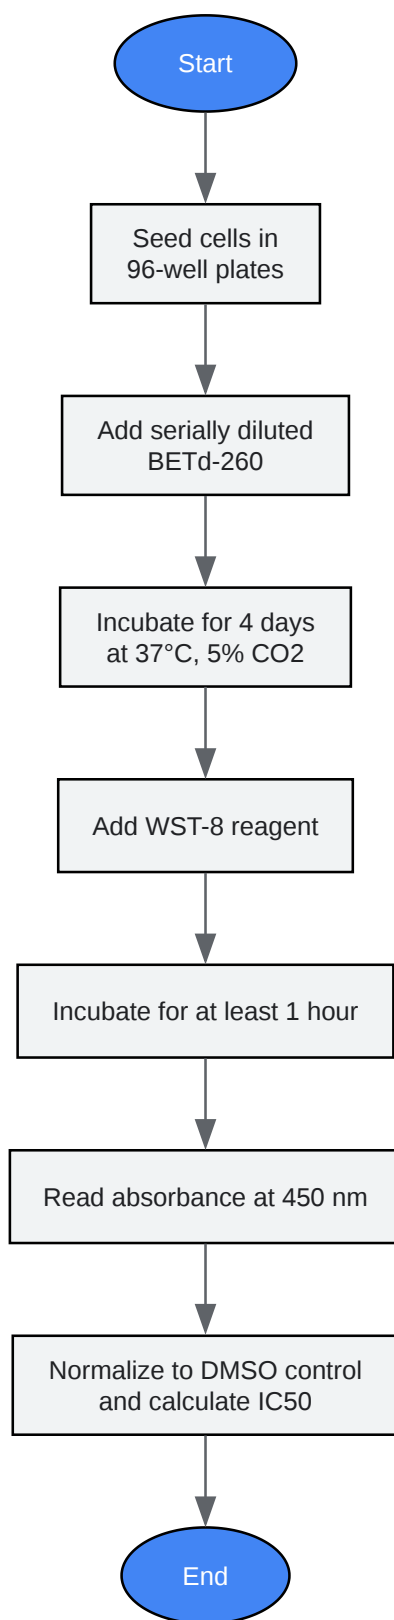 Start
Seed cells in
96-well plates
Add serially diluted
BETd-260
Incubate for 4 days
at 37°C, 5% CO2
Add WST-8 reagent
Incubate for at least 1 hour
Read absorbance at 450 nm
Normalize to DMSO control
and calculate IC50
End